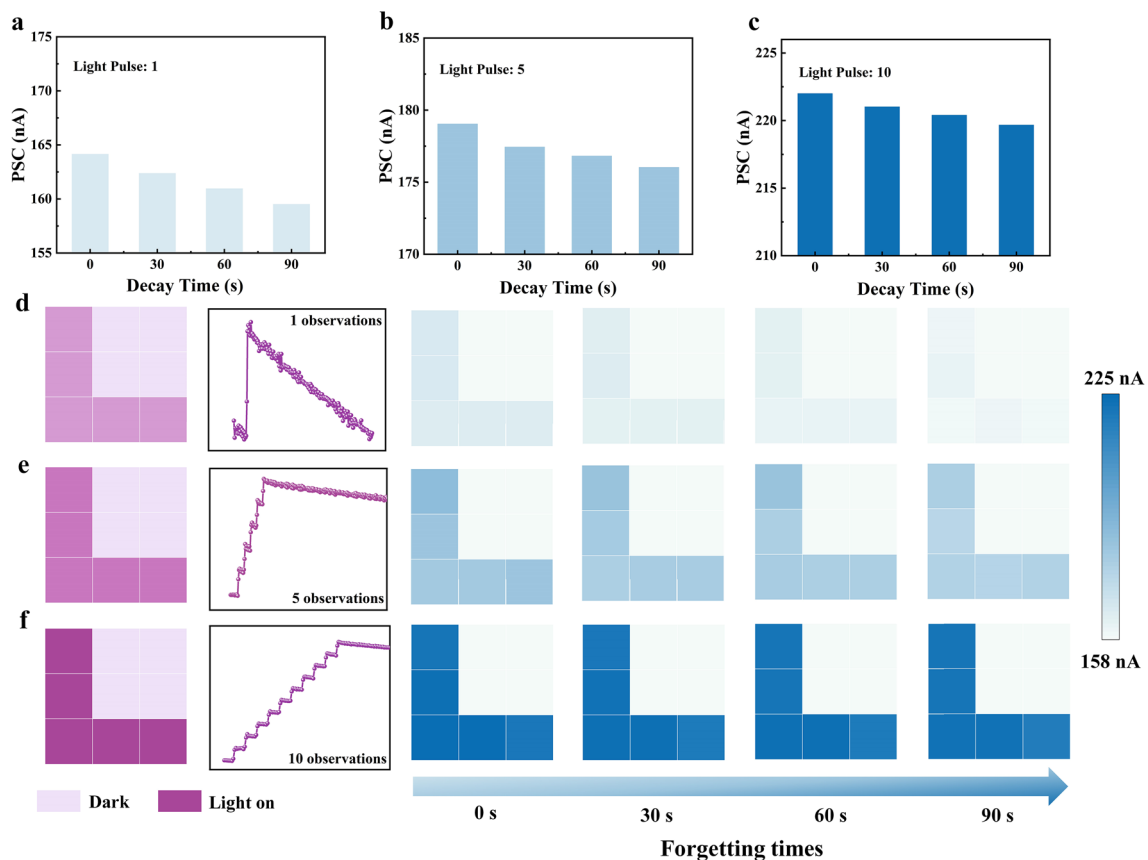 a
175
170
165
160
155
PSC (nA)
Light Pulse: 1
0 30 60 90
Decay Time (s)
b
185
180
175
170
PSC (nA)
Light Pulse: 5
0 30 60 90
Decay Time (s)
c
225
220
215
210
PSC (nA)
Light Pulse: 10
0 30 60 90
Decay Time (s)
d
1 observations
e
5 observations
f
10 observations
225 nA
158 nA
Dark
Light on
0 s 30 s 60 s 90 s
Forgetting times